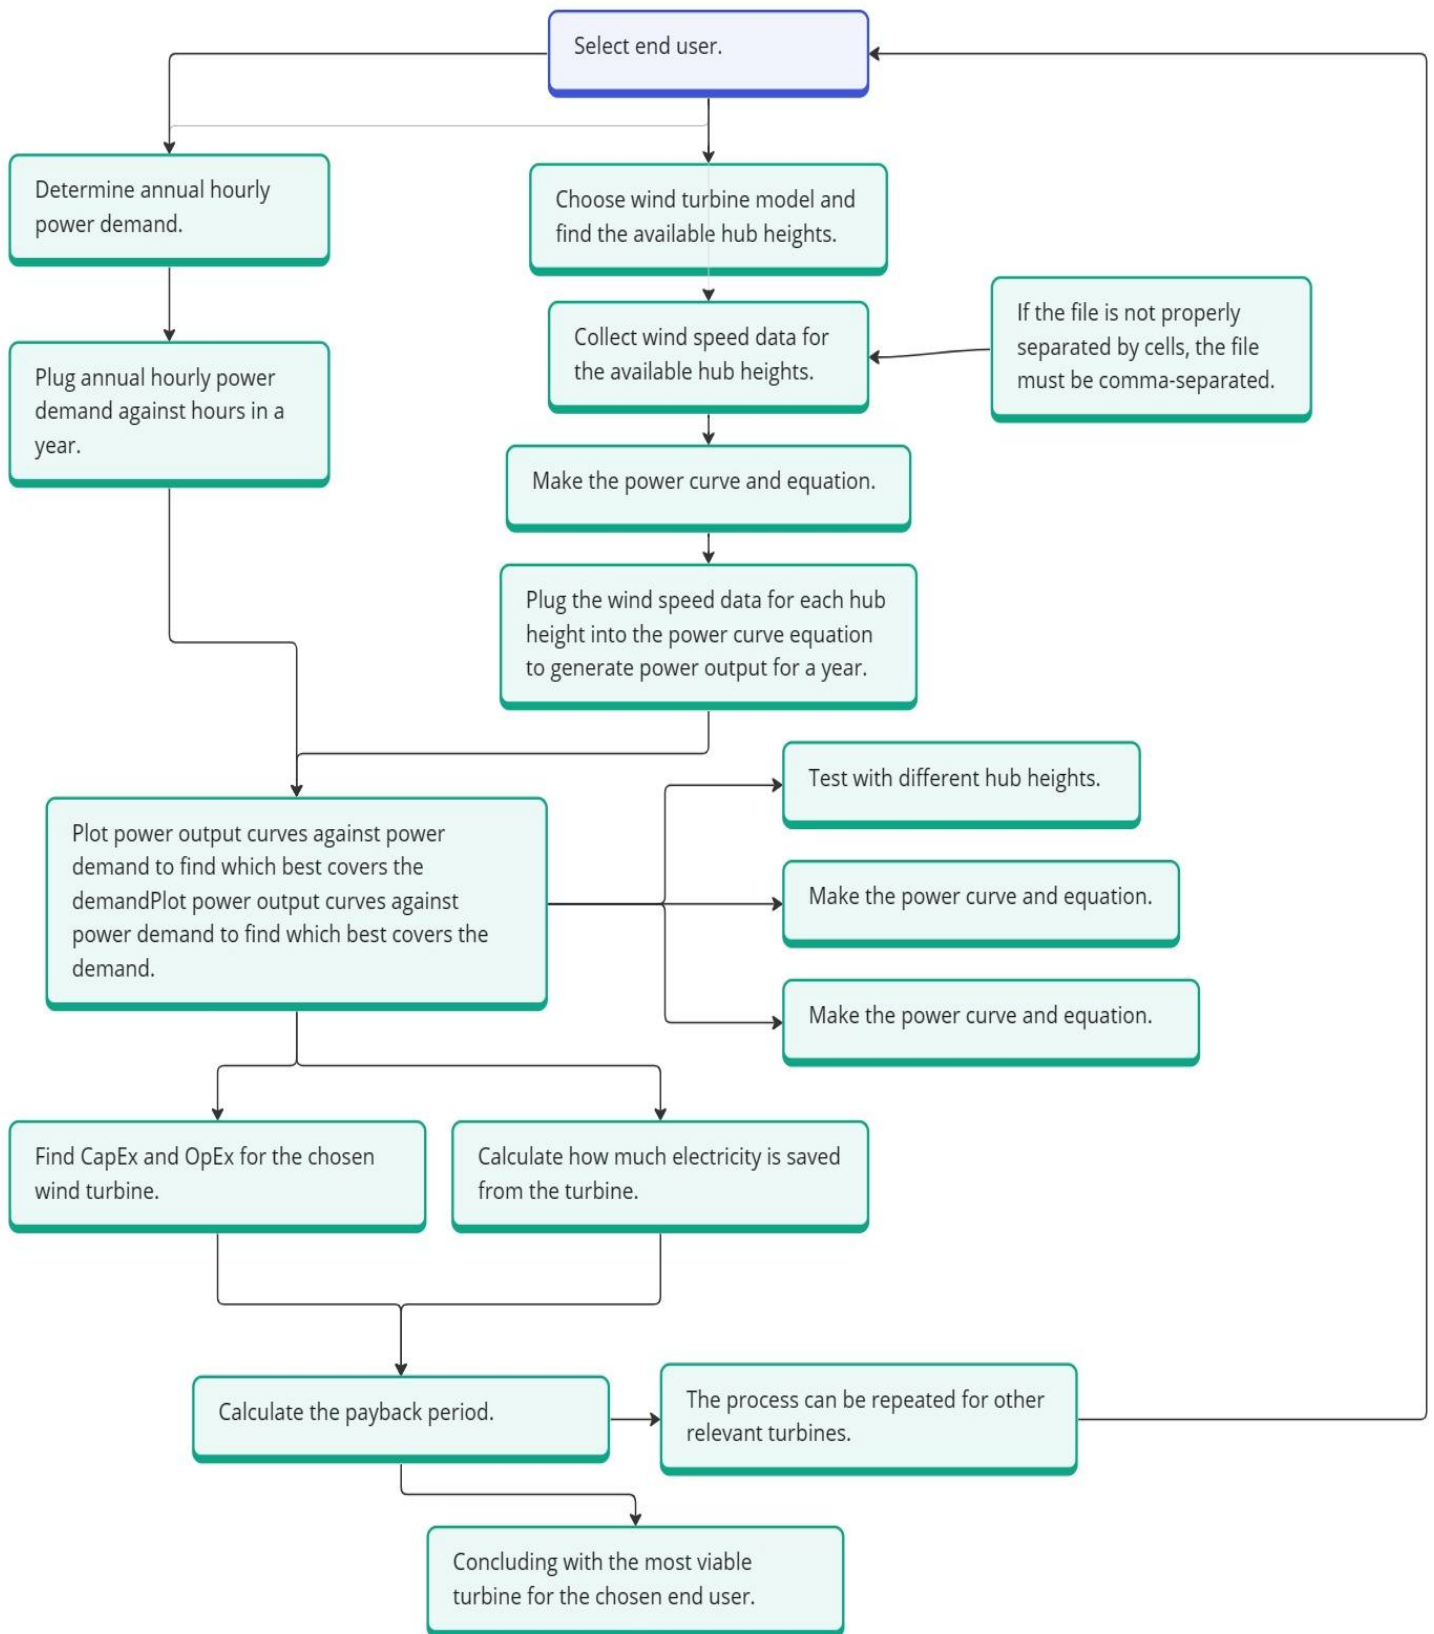 Select end user.
Determine annual hourly
power demand.
Choose wind turbine model and
find the available hub heights.
If the file is not properly
separated by cells, the file
must be comma-separated.
Collect wind speed data for
the available hub heights.
Plug annual hourly power
demand against hours in a
year.
Make the power curve and equation.
Plug the wind speed data for each hub
height into the power curve equation
to generate power output for a year.
Test with different hub heights.
Plot power output curves against power
demand to find which best covers the
demandPlot power output curves against
power demand to find which best covers the
demand.
Make the power curve and equation.
Make the power curve and equation.
Find CapEx and OpEx for the chosen
wind turbine.
Calculate how much electricity is saved
from the turbine.
Calculate the payback period.
The process can be repeated for other
relevant turbines.
Concluding with the most viable
turbine for the chosen end user.